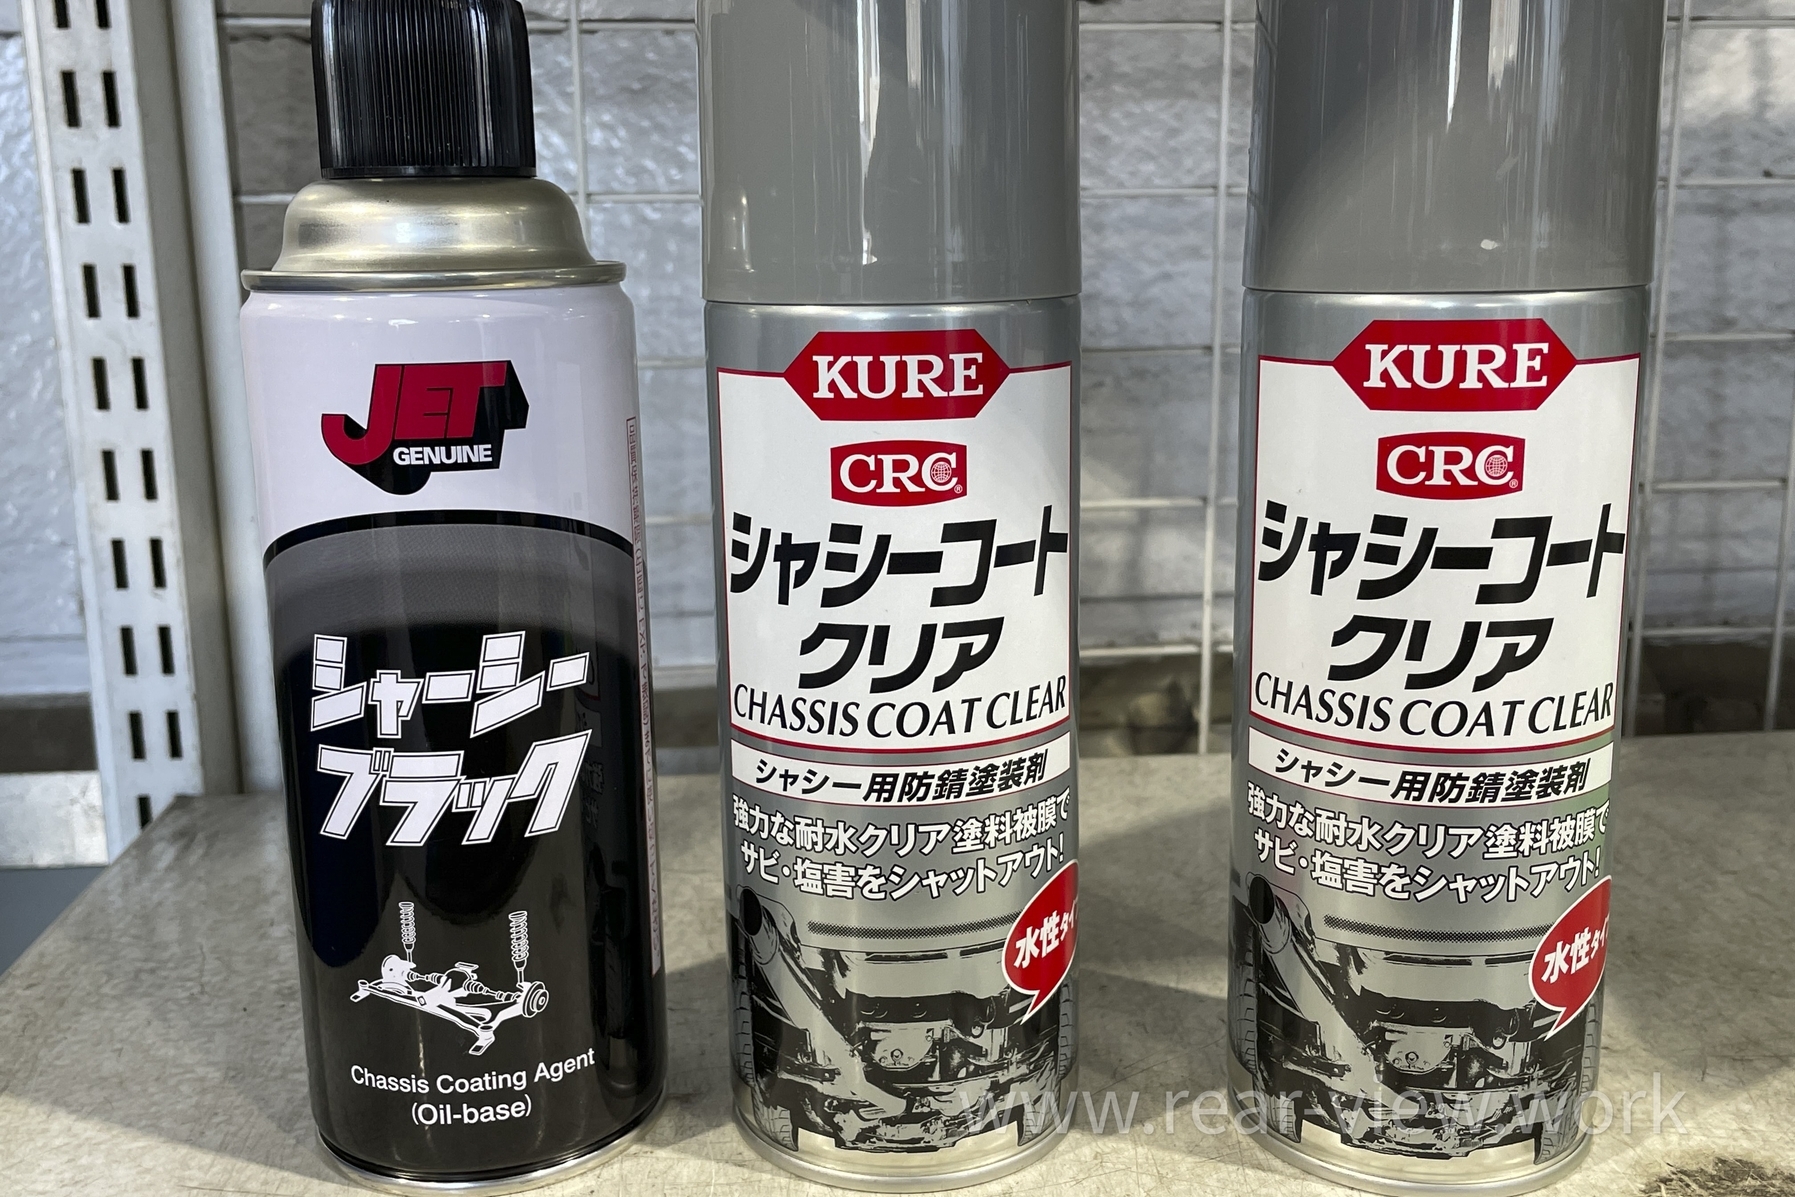 JET
GENUINE
シャーシー
ブラック
Chassis Coating Agent
(Oil-base)
KURE
CRC
シャシーコート
クリア
CHASSIS COAT CLEAR
シャシー用防錆塗装剤
強力な耐水クリア塗料被膜で
サビ・塩害をシャットアウト!
水性タイ
KURE
CRC
シャシーコート
クリア
CHASSIS COAT CLEAR
シャシー用防錆塗装剤
強力な耐水クリア塗料被膜で
サビ・塩害をシャットアウト!
水性タイ
www.rear-view.work